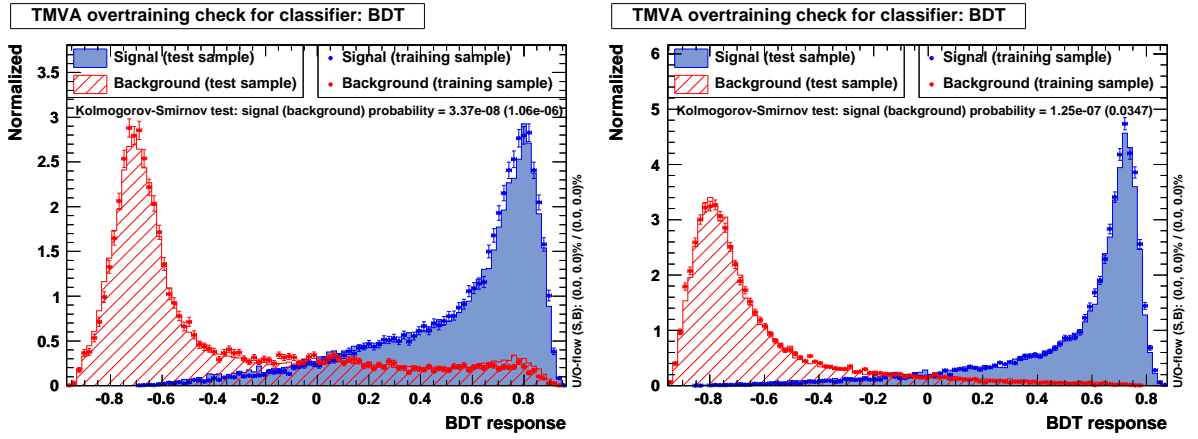 TMVA overtraining check for classifier: BDT
Signal (test sample)
Background (test sample)
Signal (training sample)
Background (training sample)
Kolmogorov-Smirnov test: signal (background) probability = 3.37e-08 (1.06e-06)
Normalized
3.5
3
2.5
2
1.5
1
0.5
0
-0.8 -0.6 -0.4 -0.2 0 0.2 0.4 0.6 0.8
BDT response
U/O-flow (S,B): (0.0, 0.0)% / (0.0, 0.0)%
TMVA overtraining check for classifier: BDT
Signal (test sample)
Background (test sample)
Signal (training sample)
Background (training sample)
Kolmogorov-Smirnov test: signal (background) probability = 1.25e-07 (0.0347)
Normalized
6
5
4
3
2
1
0
-0.8 -0.6 -0.4 -0.2 0 0.2 0.4 0.6 0.8
BDT response
U/O-flow (S,B): (0.0, 0.0)% / (0.0, 0.0)%